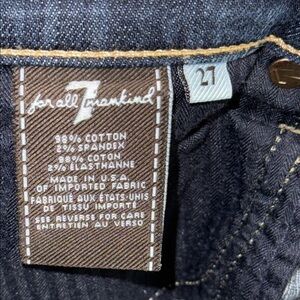 7
for all mankind
27
98% COTTON
2% SPANDEX
98% COTON
2% ÉLASTHANNE
MADE IN U.S.A.
OF IMPORTED FABRIC
FABRIQUÉ AUX ÉTATS-UNIS
DE TISSU IMPORTÉ
SEE REVERSE FOR CARE
ENTRETIEN AU VERSO